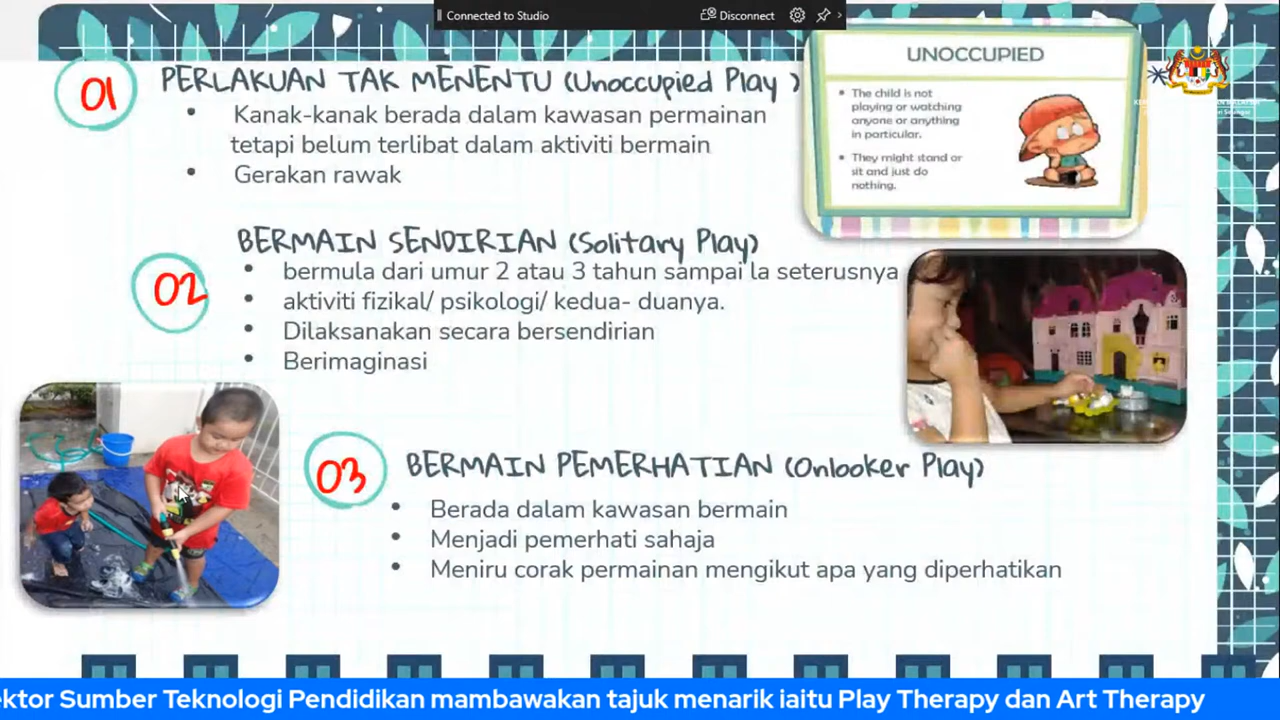 Connected to Studio
Disconnect
01
PERLAKUAN TAK MENENTU (Unoccupied Play )
• Kanak-kanak berada dalam kawasan permainan
tetapi belum terlibat dalam aktiviti bermain
• Gerakan rawak
UNOCCUPIED
• The child is not
playing or watching
anyone or anything
in particular.
• They might stand or
sit and just do
nothing.
02
BERMAIN SENDIRIAN (Solitary Play)
• bermula dari umur 2 atau 3 tahun sampai la seterusnya
• aktiviti fizikal/ psikologi/ kedua- duanya.
• Dilaksanakan secara bersendirian
• Berimaginasi
03
BERMAIN PEMERHATIAN (Onlooker Play)
• Berada dalam kawasan bermain
• Menjadi pemerhati sahaja
• Meniru corak permainan mengikut apa yang diperhatikan
ektor Sumber Teknologi Pendidikan mambawakan tajuk menarik iaitu Play Therapy dan Art Therapy